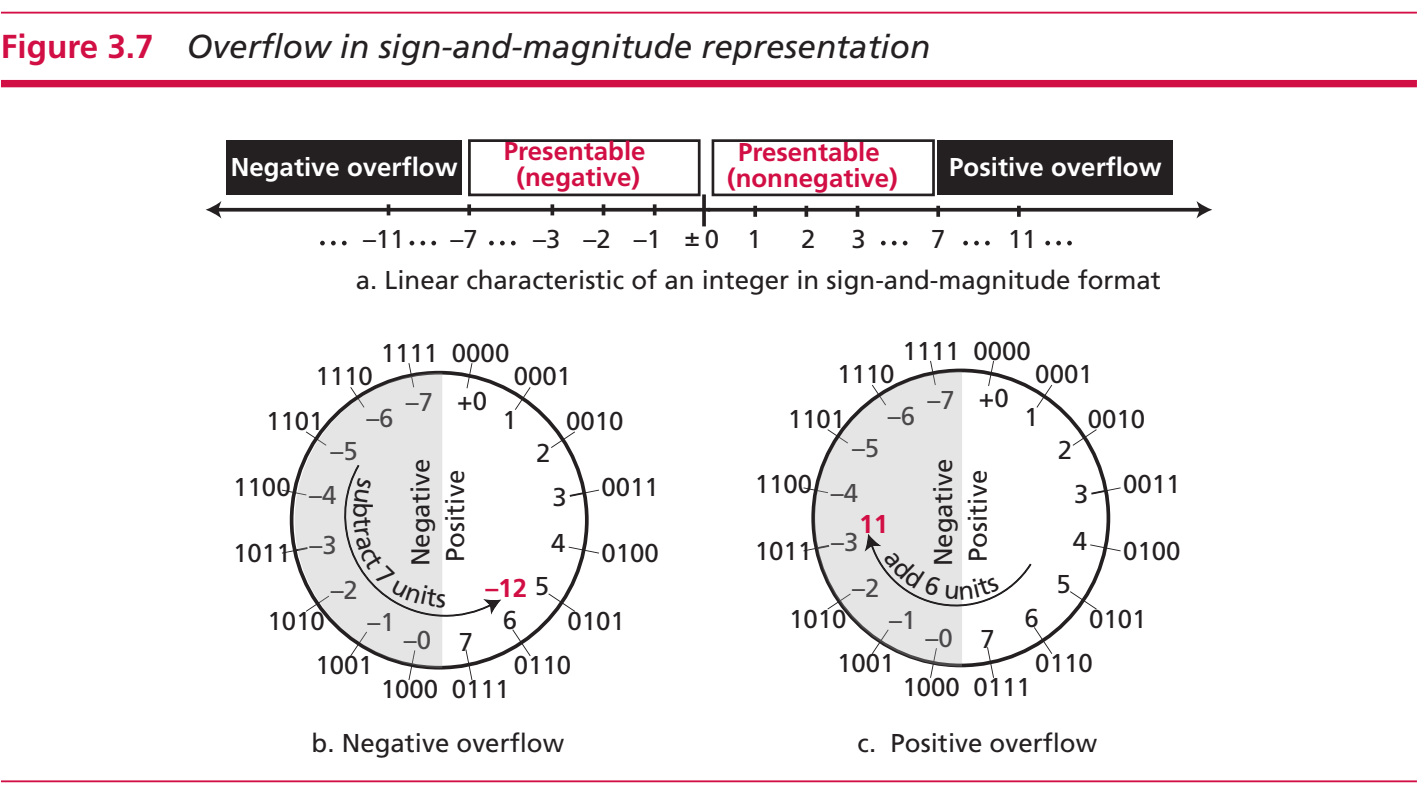 Figure 3.7 Overflow in sign-and-magnitude representation
Negative overflow
Presentable
(negative)
Presentable
(nonnegative)
Positive overflow
... –11 ... –7 ... –3 –2 –1 ±0 1 2 3 ... 7 ... 11 ...
a. Linear characteristic of an integer in sign-and-magnitude format
1111 0000
1110 0001
1101 0010
1100 0011
1011 0100
1010 0101
1001 0110
1000 0111
–7 +0
–6 1
–5 2
–4 3
–3 4
–2 –12 5
–1 6
–0 7
Negative
Positive
subtract 7 units
b. Negative overflow
1111 0000
1110 0001
1101 0010
1100 0011
1011 0100
1010 0101
1001 0110
1000 0111
–7 +0
–6 1
–5 2
–4 3
11
–3 4
–2 5
–1 6
–0 7
Negative
Positive
add 6 units
c. Positive overflow